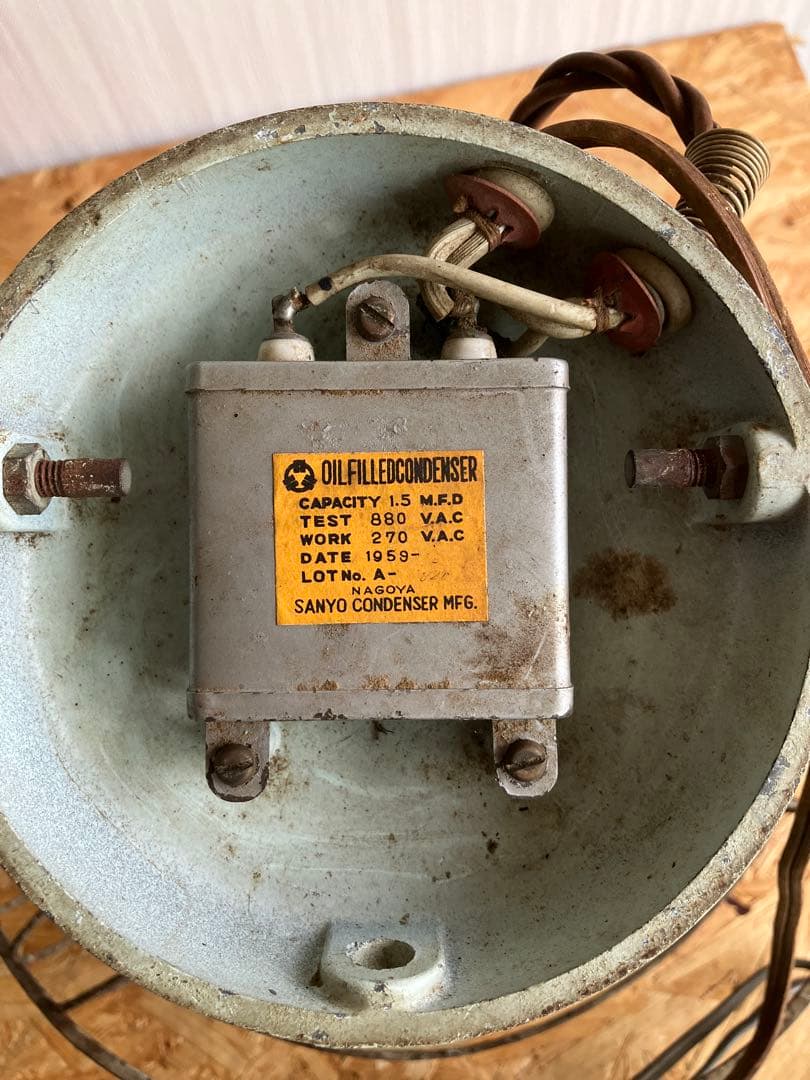 OILFILLEDCONDENSER
CAPACITY 1.5 M.F.D
TEST 880 V.A.C
WORK 270 V.A.C
DATE 1959-
LOT No. A-
NAGOYA
SANYO CONDENSER MFG.